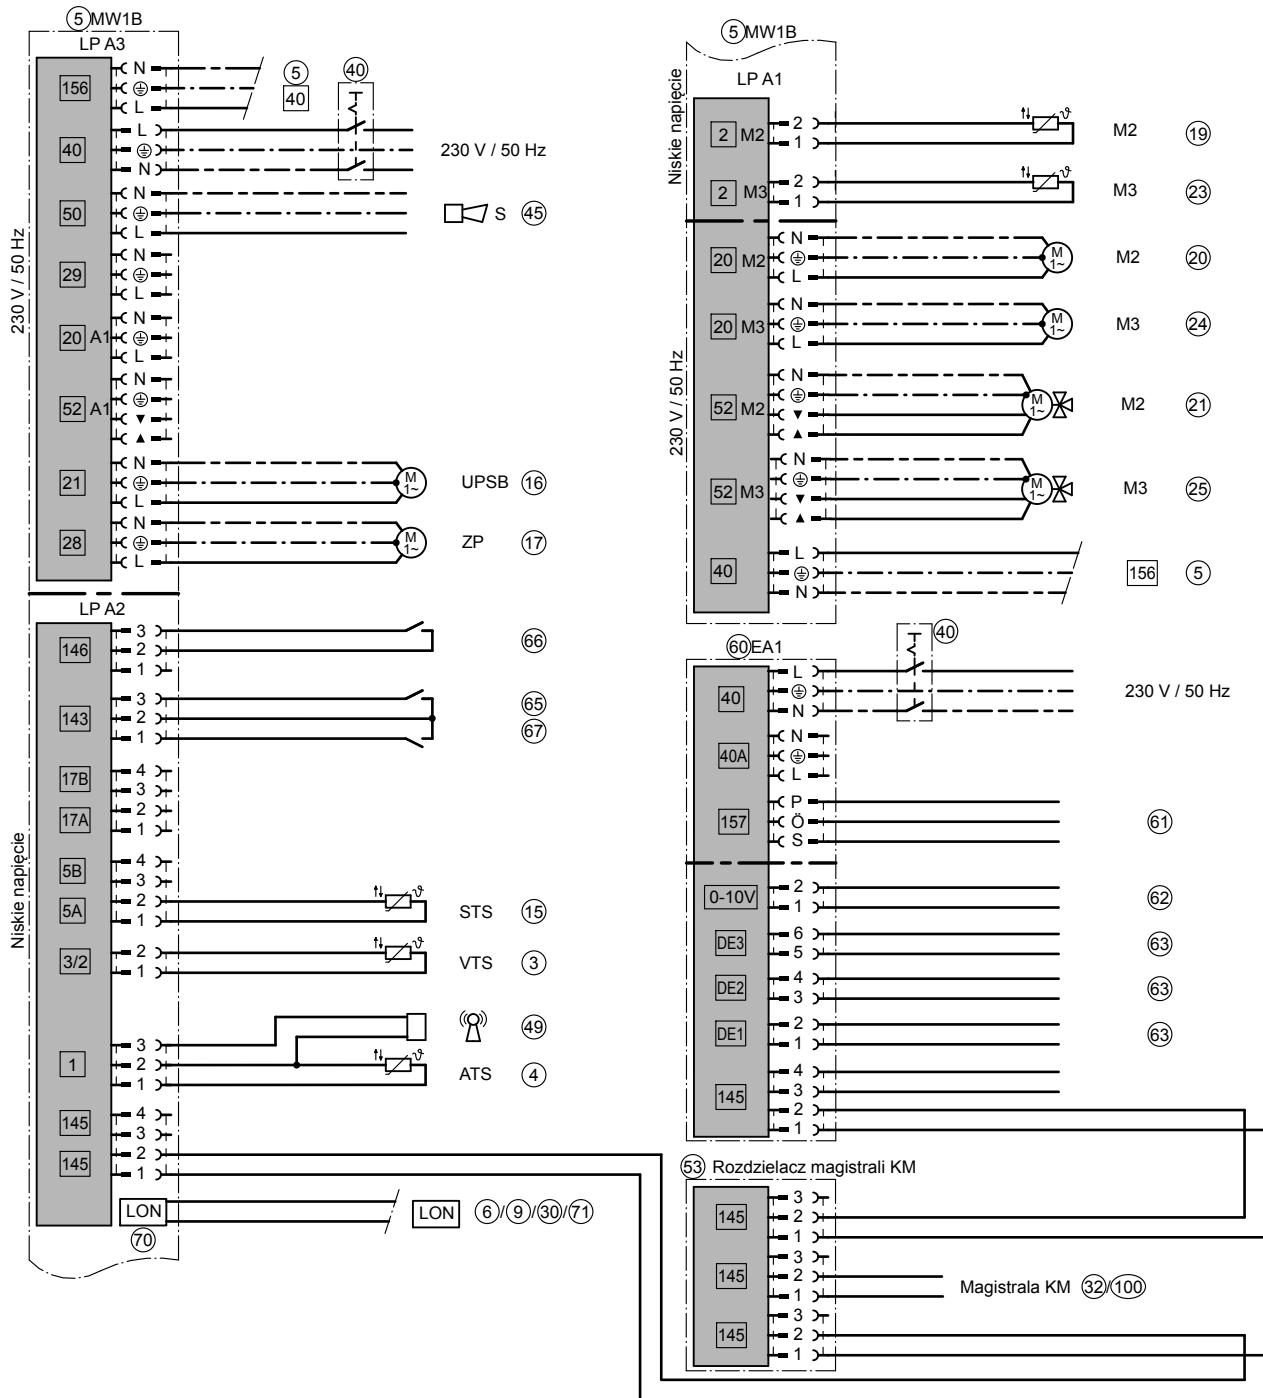 5 MW1B
LP A3
230 V / 50 Hz
156 N
L
5
40
40
40 L
N
230 V / 50 Hz
50 N
L
S 45
29 N
L
20 A1 N
L
52 A1 N
▼
▲
21 N
L
M 1~
UPSB 16
28 N
L
M 1~
ZP 17
LP A2
Niskie napięcie
146 3
2
1
66
143 3
2
1
65
67
17B 4
3
17A 2
1
5B 4
3
5A 2
1
ϑ
STS 15
3/2 2
1
ϑ
VTS 3
49
1 3
2
1
ϑ
ATS 4
145 4
3
145 2
1
LON
70
LON 6/9/30/71
5 MW1B
LP A1
Niskie napięcie
2 M2 2
1
ϑ
M2 19
2 M3 2
1
ϑ
M3 23
230 V / 50 Hz
20 M2 N
L
M 1~
M2 20
20 M3 N
L
M 1~
M3 24
52 M2 N
▼
▲
M 1~
M2 21
52 M3 N
▼
▲
M 1~
M3 25
40 L
N
156 5
60 EA1
40
40 L
N
230 V / 50 Hz
40A N
L
157 P
Ö
S
61
0-10V 2
1
62
DE3 6
5
63
DE2 4
3
63
DE1 2
1
63
145 4
3
2
1
53 Rozdzielacz magistrali KM
145 3
2
1
145 3
2
1
Magistrala KM 32/100
145 3
2
1